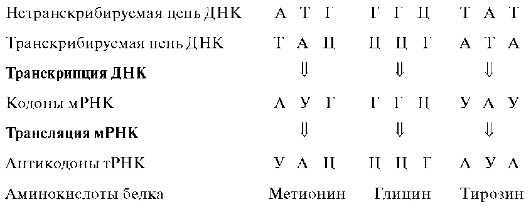 Нетранскрибируемая цепь ДНК А Т Г Г Г Ц Т А Т
Транскрибируемая цепь ДНК Т А Ц Ц Ц Г А Т А
Транскрипция ДНК ⇓ ⇓ ⇓
Кодоны мРНК А У Г Г Г Ц У А У
Трансляция мРНК ⇓ ⇓ ⇓
Антикодоны тРНК У А Ц Ц Ц Г А У А
Аминокислоты белка Метионин Глицин Тирозин